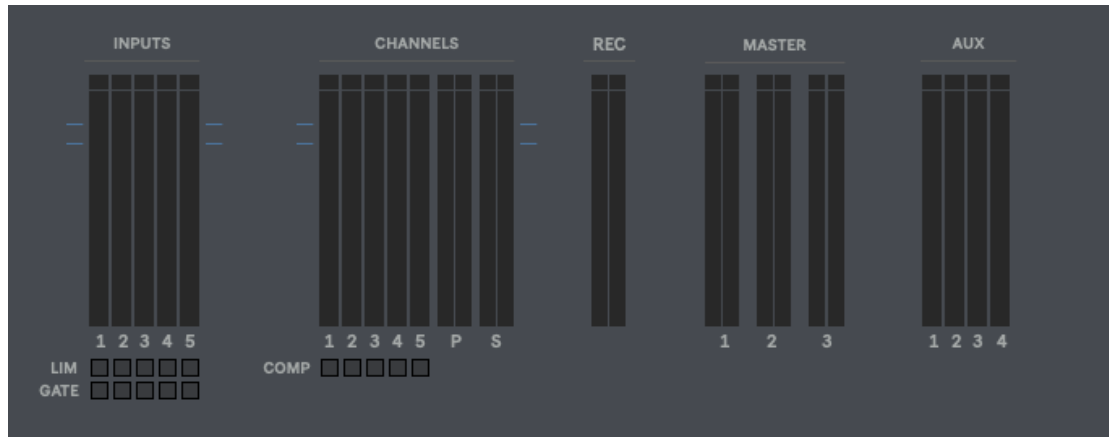 INPUTS CHANNELS REC MASTER AUX
1 2 3 4 5 1 2 3 4 5 P S 1 2 3 1 2 3 4
LIM COMP
GATE